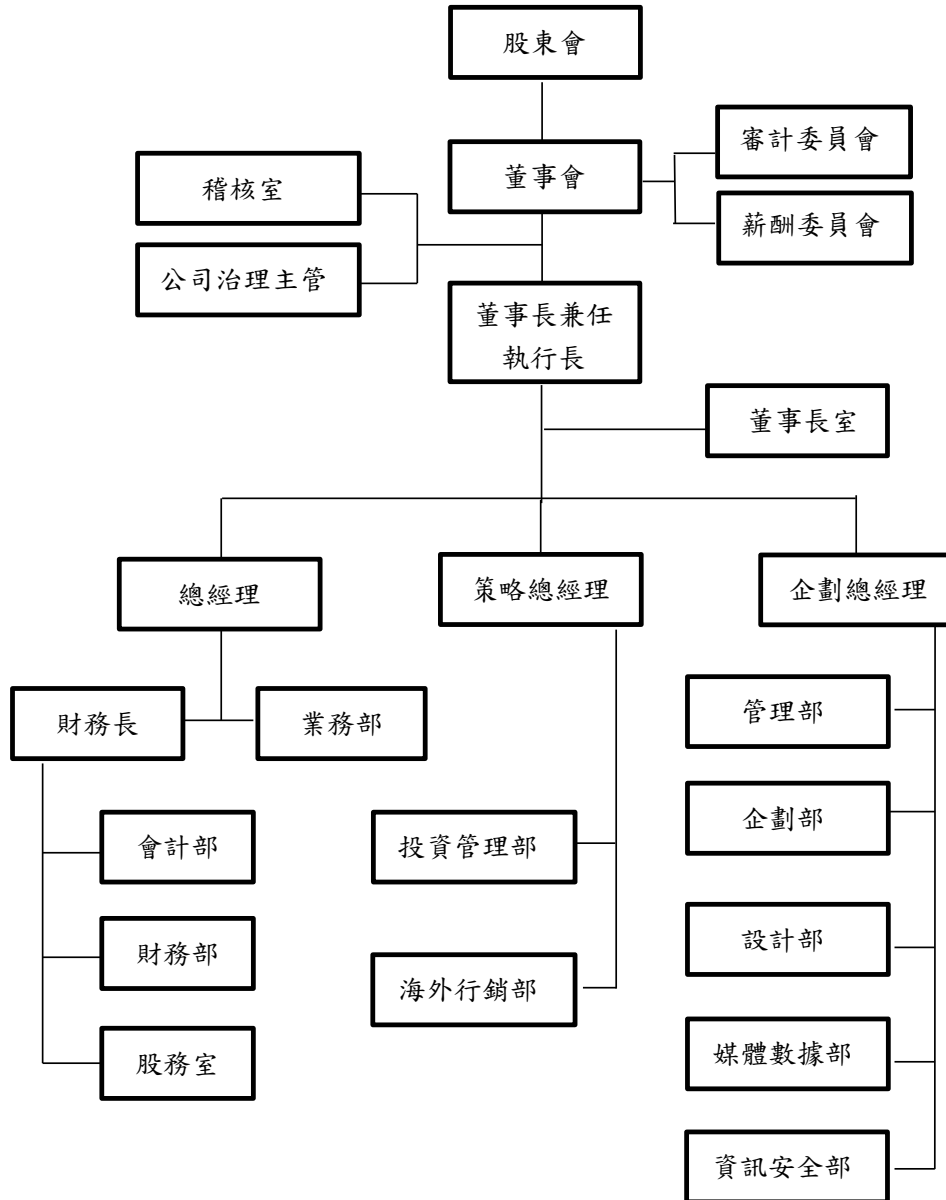 股東會
審計委員會
董事會
稽核室
薪酬委員會
公司治理主管
董事長兼任
執行長
董事長室
總經理
策略總經理
企劃總經理
財務長
業務部
管理部
會計部
投資管理部
企劃部
財務部
設計部
海外行銷部
股務室
媒體數據部
資訊安全部